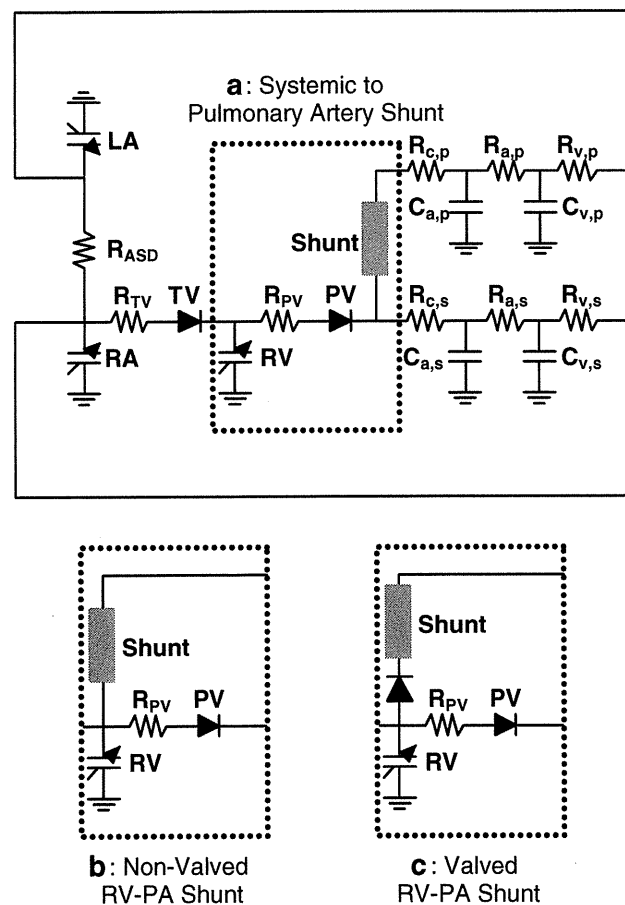 a: Systemic to
Pulmonary Artery Shunt
LA
R_c,p R_a,p R_v,p
C_a,p C_v,p
Shunt
R_ASD
R_TV TV R_PV PV R_c,s R_a,s R_v,s
RA RV C_a,s C_v,s
Shunt
R_PV PV
RV
b: Non-Valved
RV-PA Shunt
Shunt
R_PV PV
RV
c: Valved
RV-PA Shunt